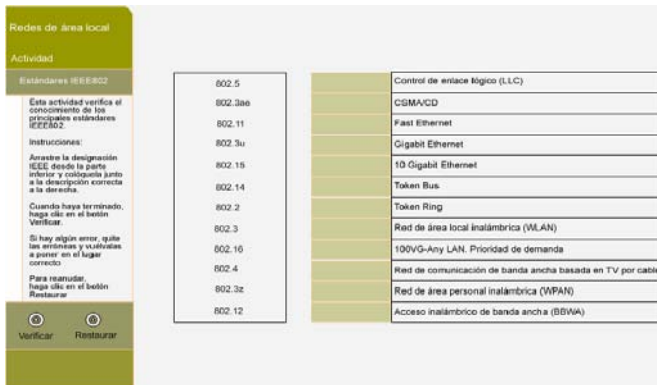 Redes de área local
Actividad
Estándares IEEE802
Esta actividad verifica el
conocimiento de los
principales estándares
IEEE802.
Instrucciones:
Arrastre la designación
IEEE desde la parte
inferior y colóquela junto
a la descripción correcta
a la derecha.
Cuando haya terminado,
haga clic en el botón
Verificar.
Si hay algún error, quite
las erróneas y vuélvalas
a poner en el lugar
correcto
Para reanudar,
haga clic en el botón
Restaurar
Verificar
Restaurar
802.5
802.3ae
802.11
802.3u
802.15
802.14
802.2
802.3
802.16
802.4
802.3z
802.12
Control de enlace lógico (LLC)
CSMA/CD
Fast Ethernet
Gigabit Ethernet
10 Gigabit Ethernet
Token Bus
Token Ring
Red de área local inalámbrica (WLAN)
100VG-Any LAN. Prioridad de demanda
Red de comunicación de banda ancha basada en TV por cable
Red de área personal inalámbrica (WPAN)
Acceso inalámbrico de banda ancha (BBWA)